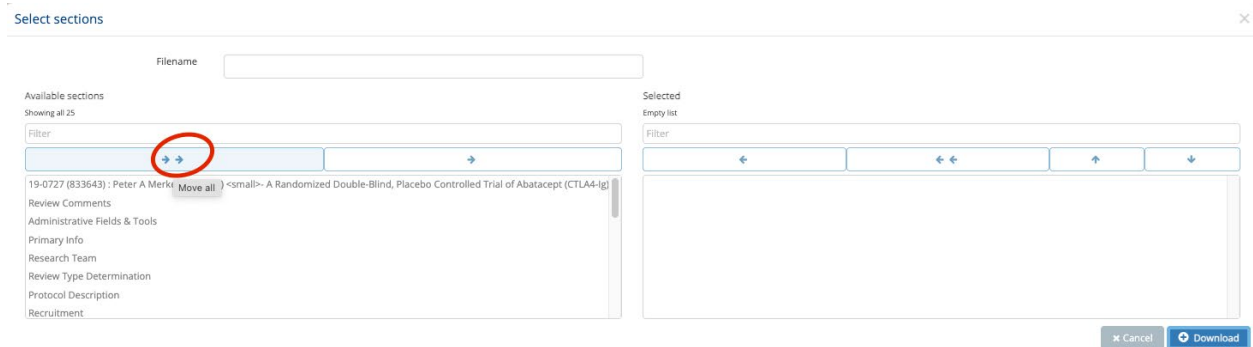 Select sections
Filename
Available sections
Selected
Showing all 25
Empty list
Filter
Filter
19-0727 (833643) : Peter A Merk ) <small>- A Randomized Double-Blind, Placebo Controlled Trial of Abatacept (CTLA4-Ig)
Move all
Review Comments
Administrative Fields & Tools
Primary Info
Research Team
Review Type Determination
Protocol Description
Recruitment
× Cancel
Download